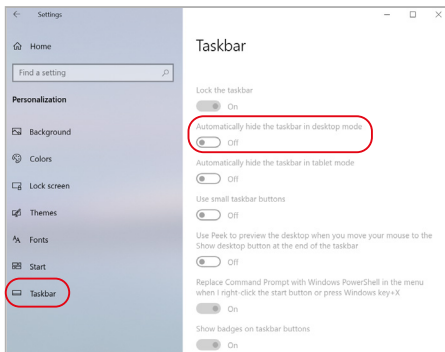 Settings
Home
Find a setting
Personalization
Background
Colors
Lock screen
Themes
Fonts
Start
Taskbar
Taskbar
Lock the taskbar
On
Automatically hide the taskbar in desktop mode
Off
Automatically hide the taskbar in tablet mode
Off
Use small taskbar buttons
Off
Use Peek to preview the desktop when you move your mouse to the
Show desktop button at the end of the taskbar
Off
Replace Command Prompt with Windows PowerShell in the menu
when I right-click the start button or press Windows key+X
On
Show badges on taskbar buttons
On